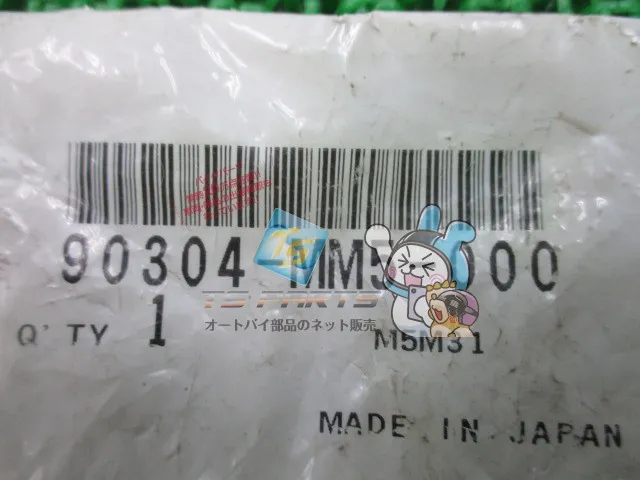 90304-MM5-000
TS PARTS
オートバイ部品のネット販売
Q'TY 1
M5M31
MADE IN JAPAN